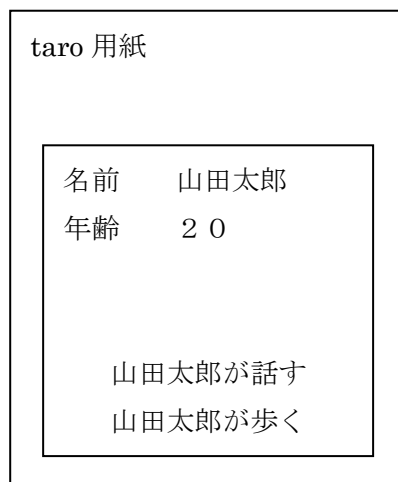 taro 用紙
名前　　山田太郎
年齢　　２０
山田太郎が話す
山田太郎が歩く